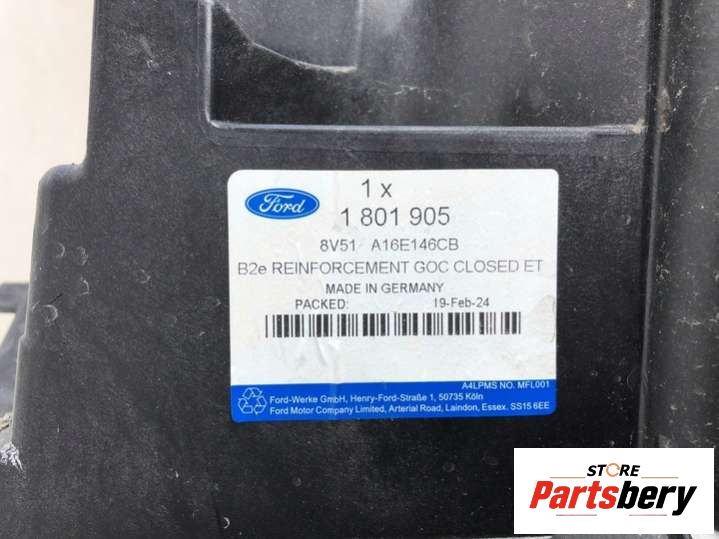 Ford
1 x
1 801 905
8V51 A16E146CB
B2e REINFORCEMENT GOC CLOSED ET
MADE IN GERMANY
PACKED: 19-Feb-24
A4LPMS NO. MFL001
Ford-Werke GmbH, Henry-Ford-Straße 1, 50735 Köln
Ford Motor Company Limited, Arterial Road, Laindon, Essex. SS15 6EE
STORE
Partsbery